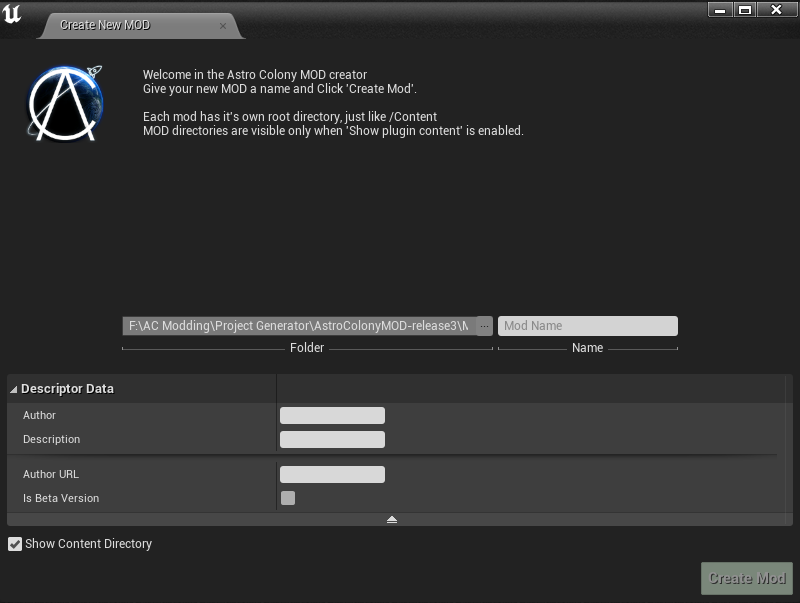 Create New MOD
Welcome in the Astro Colony MOD creator
Give your new MOD a name and Click 'Create Mod'.
Each mod has it's own root directory, just like /Content
MOD directories are visible only when 'Show plugin content' is enabled.
F:\AC Modding\Project Generator\AstroColonyMOD-release3\M
...
Mod Name
Folder
Name
Descriptor Data
Author
Description
Author URL
Is Beta Version
Show Content Directory
Create Mod